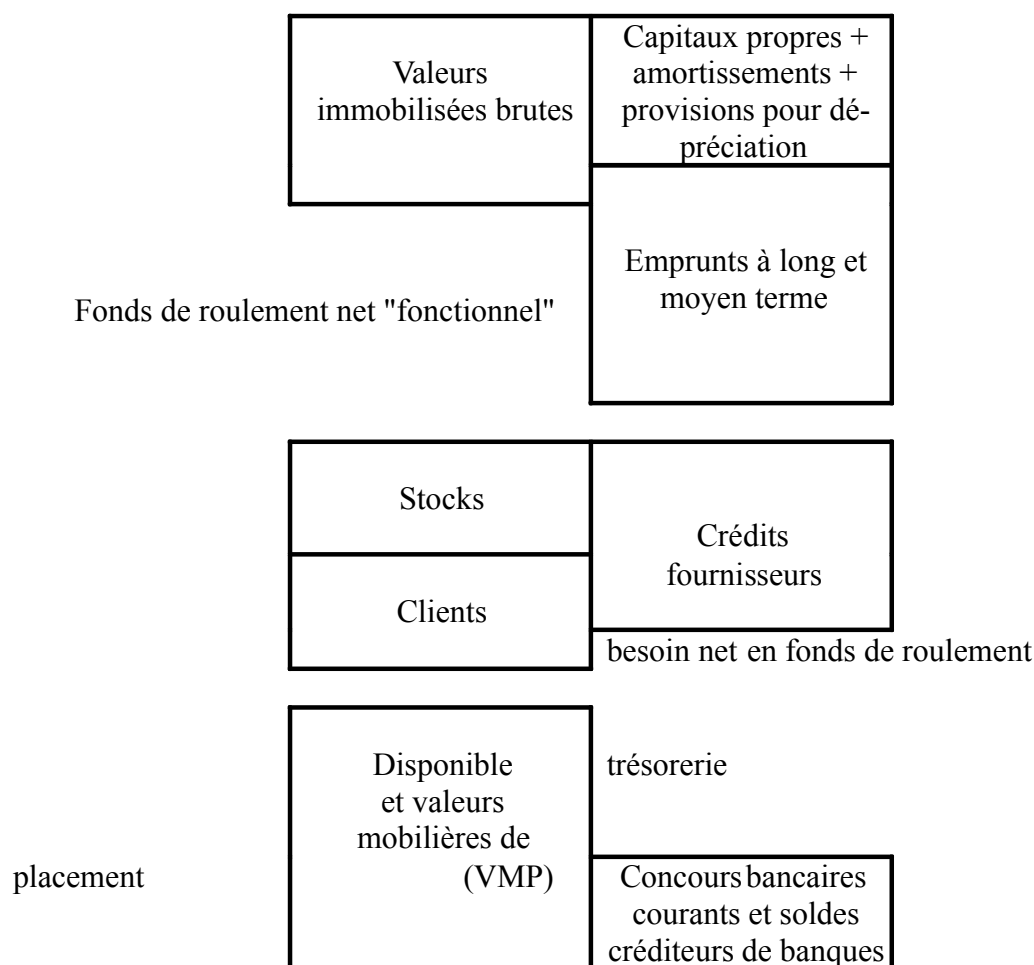 Valeurs
immobilisées brutes
Capitaux propres +
amortissements +
provisions pour dé-
préciation
Emprunts à long et
moyen terme
Fonds de roulement net "fonctionnel"
Stocks
Clients
Crédits
fournisseurs
besoin net en fonds de roulement
Disponible
et valeurs
mobilières de
placement (VMP)
trésorerie
Concours bancaires
courants et soldes
créditeurs de banques